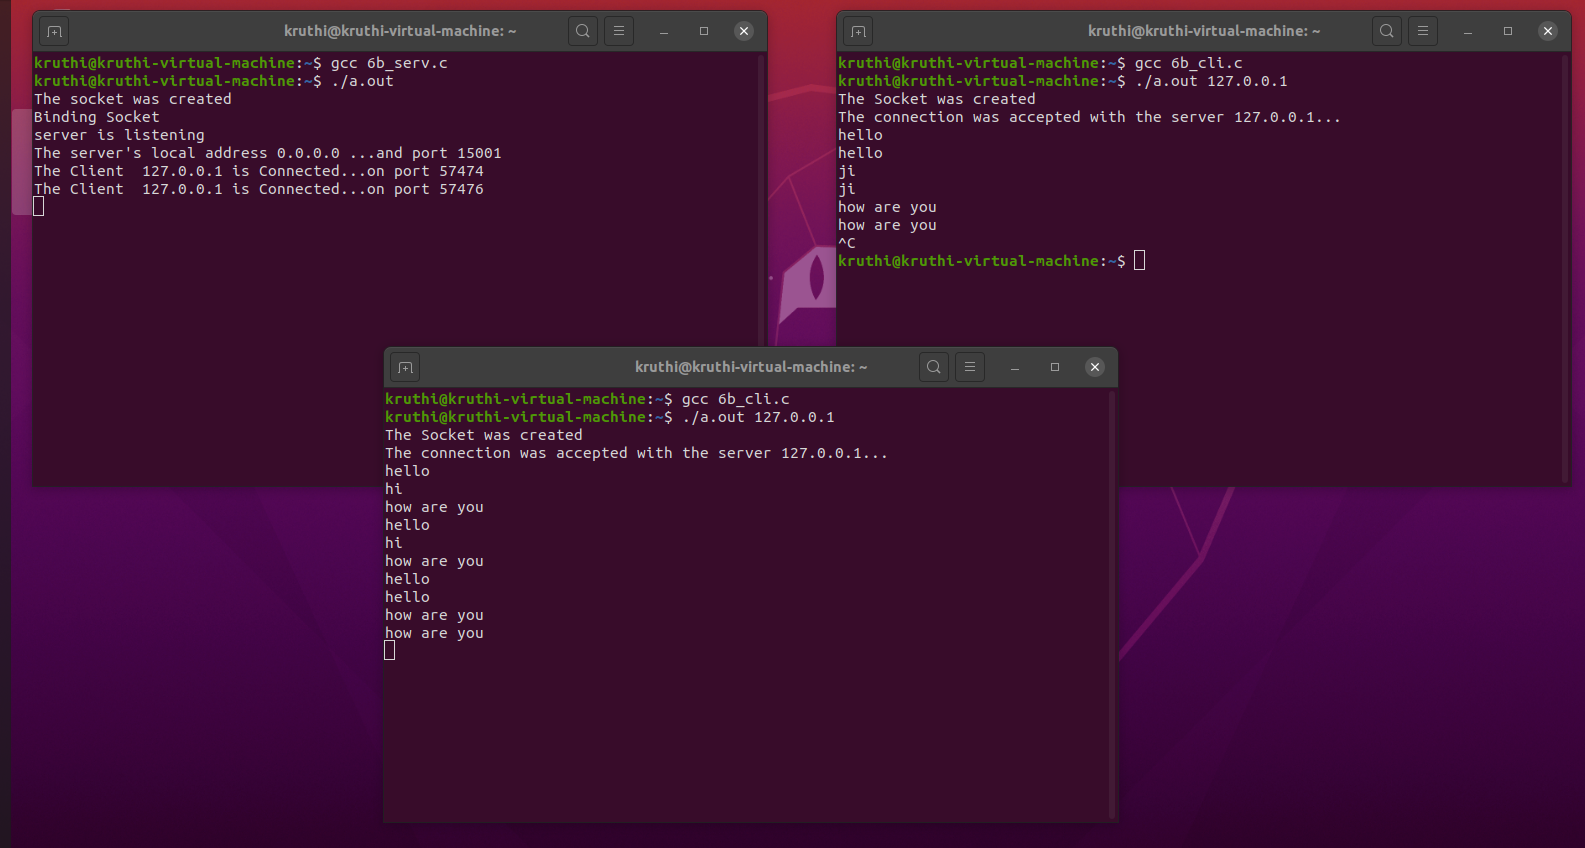 kruthi@kruthi-virtual-machine: ~
kruthi@kruthi-virtual-machine:~$ gcc 6b_serv.c
kruthi@kruthi-virtual-machine:~$ ./a.out
The socket was created
Binding Socket
server is listening
The server's local address 0.0.0.0 ...and port 15001
The Client  127.0.0.1 is Connected...on port 57474
The Client  127.0.0.1 is Connected...on port 57476
kruthi@kruthi-virtual-machine: ~
kruthi@kruthi-virtual-machine:~$ gcc 6b_cli.c
kruthi@kruthi-virtual-machine:~$ ./a.out 127.0.0.1
The Socket was created
The connection was accepted with the server 127.0.0.1...
hello
hello
ji
ji
how are you
how are you
^C
kruthi@kruthi-virtual-machine:~$
kruthi@kruthi-virtual-machine: ~
kruthi@kruthi-virtual-machine:~$ gcc 6b_cli.c
kruthi@kruthi-virtual-machine:~$ ./a.out 127.0.0.1
The Socket was created
The connection was accepted with the server 127.0.0.1...
hello
hi
how are you
hello
hi
how are you
hello
hello
how are you
how are you